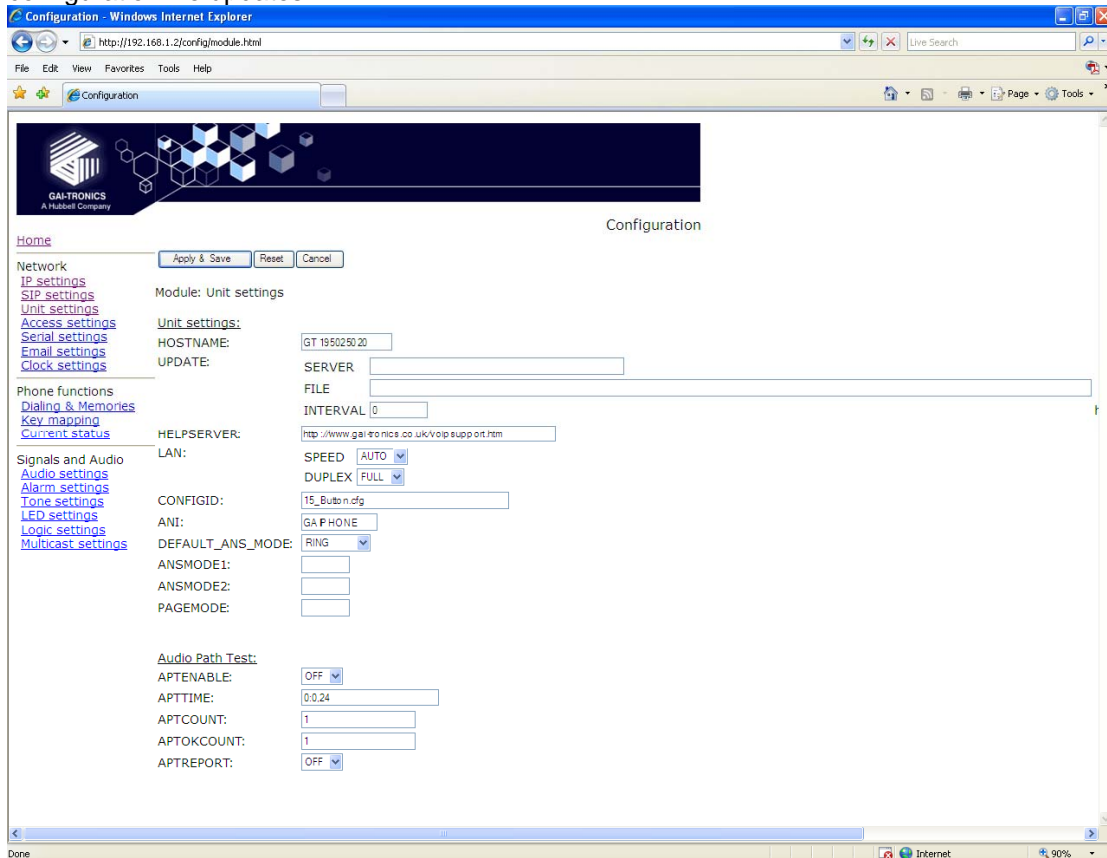 Configuration - Windows Internet Explorer
http://192.168.1.2/config/module.html
Live Search
File Edit View Favorites Tools Help
Configuration
Page Tools
GAI-TRONICS
A Hubbell Company
Configuration
Home
Network
IP settings
SIP settings
Unit settings
Access settings
Serial settings
Email settings
Clock settings
Phone functions
Dialing & Memories
Key mapping
Current status
Signals and Audio
Audio settings
Alarm settings
Tone settings
LED settings
Logic settings
Multicast settings
Apply & Save Reset Cancel
Module: Unit settings
Unit settings:
HOSTNAME: GT195025020
UPDATE: SERVER
FILE
INTERVAL 0
HELPSERVER: http://www.gai-tronics.co.uk/voipsupport.htm
LAN: SPEED AUTO
DUPLEX FULL
CONFIGID: 15_Button.cfg
ANI: GAIPHONE
DEFAULT_ANS_MODE: RING
ANSMODE1:
ANSMODE2:
PAGEMODE:
Audio Path Test:
APTENABLE: OFF
APTTIME: 0:0,24
APTCOUNT: 1
APTOKCOUNT: 1
APTREPORT: OFF
Done Internet 90%